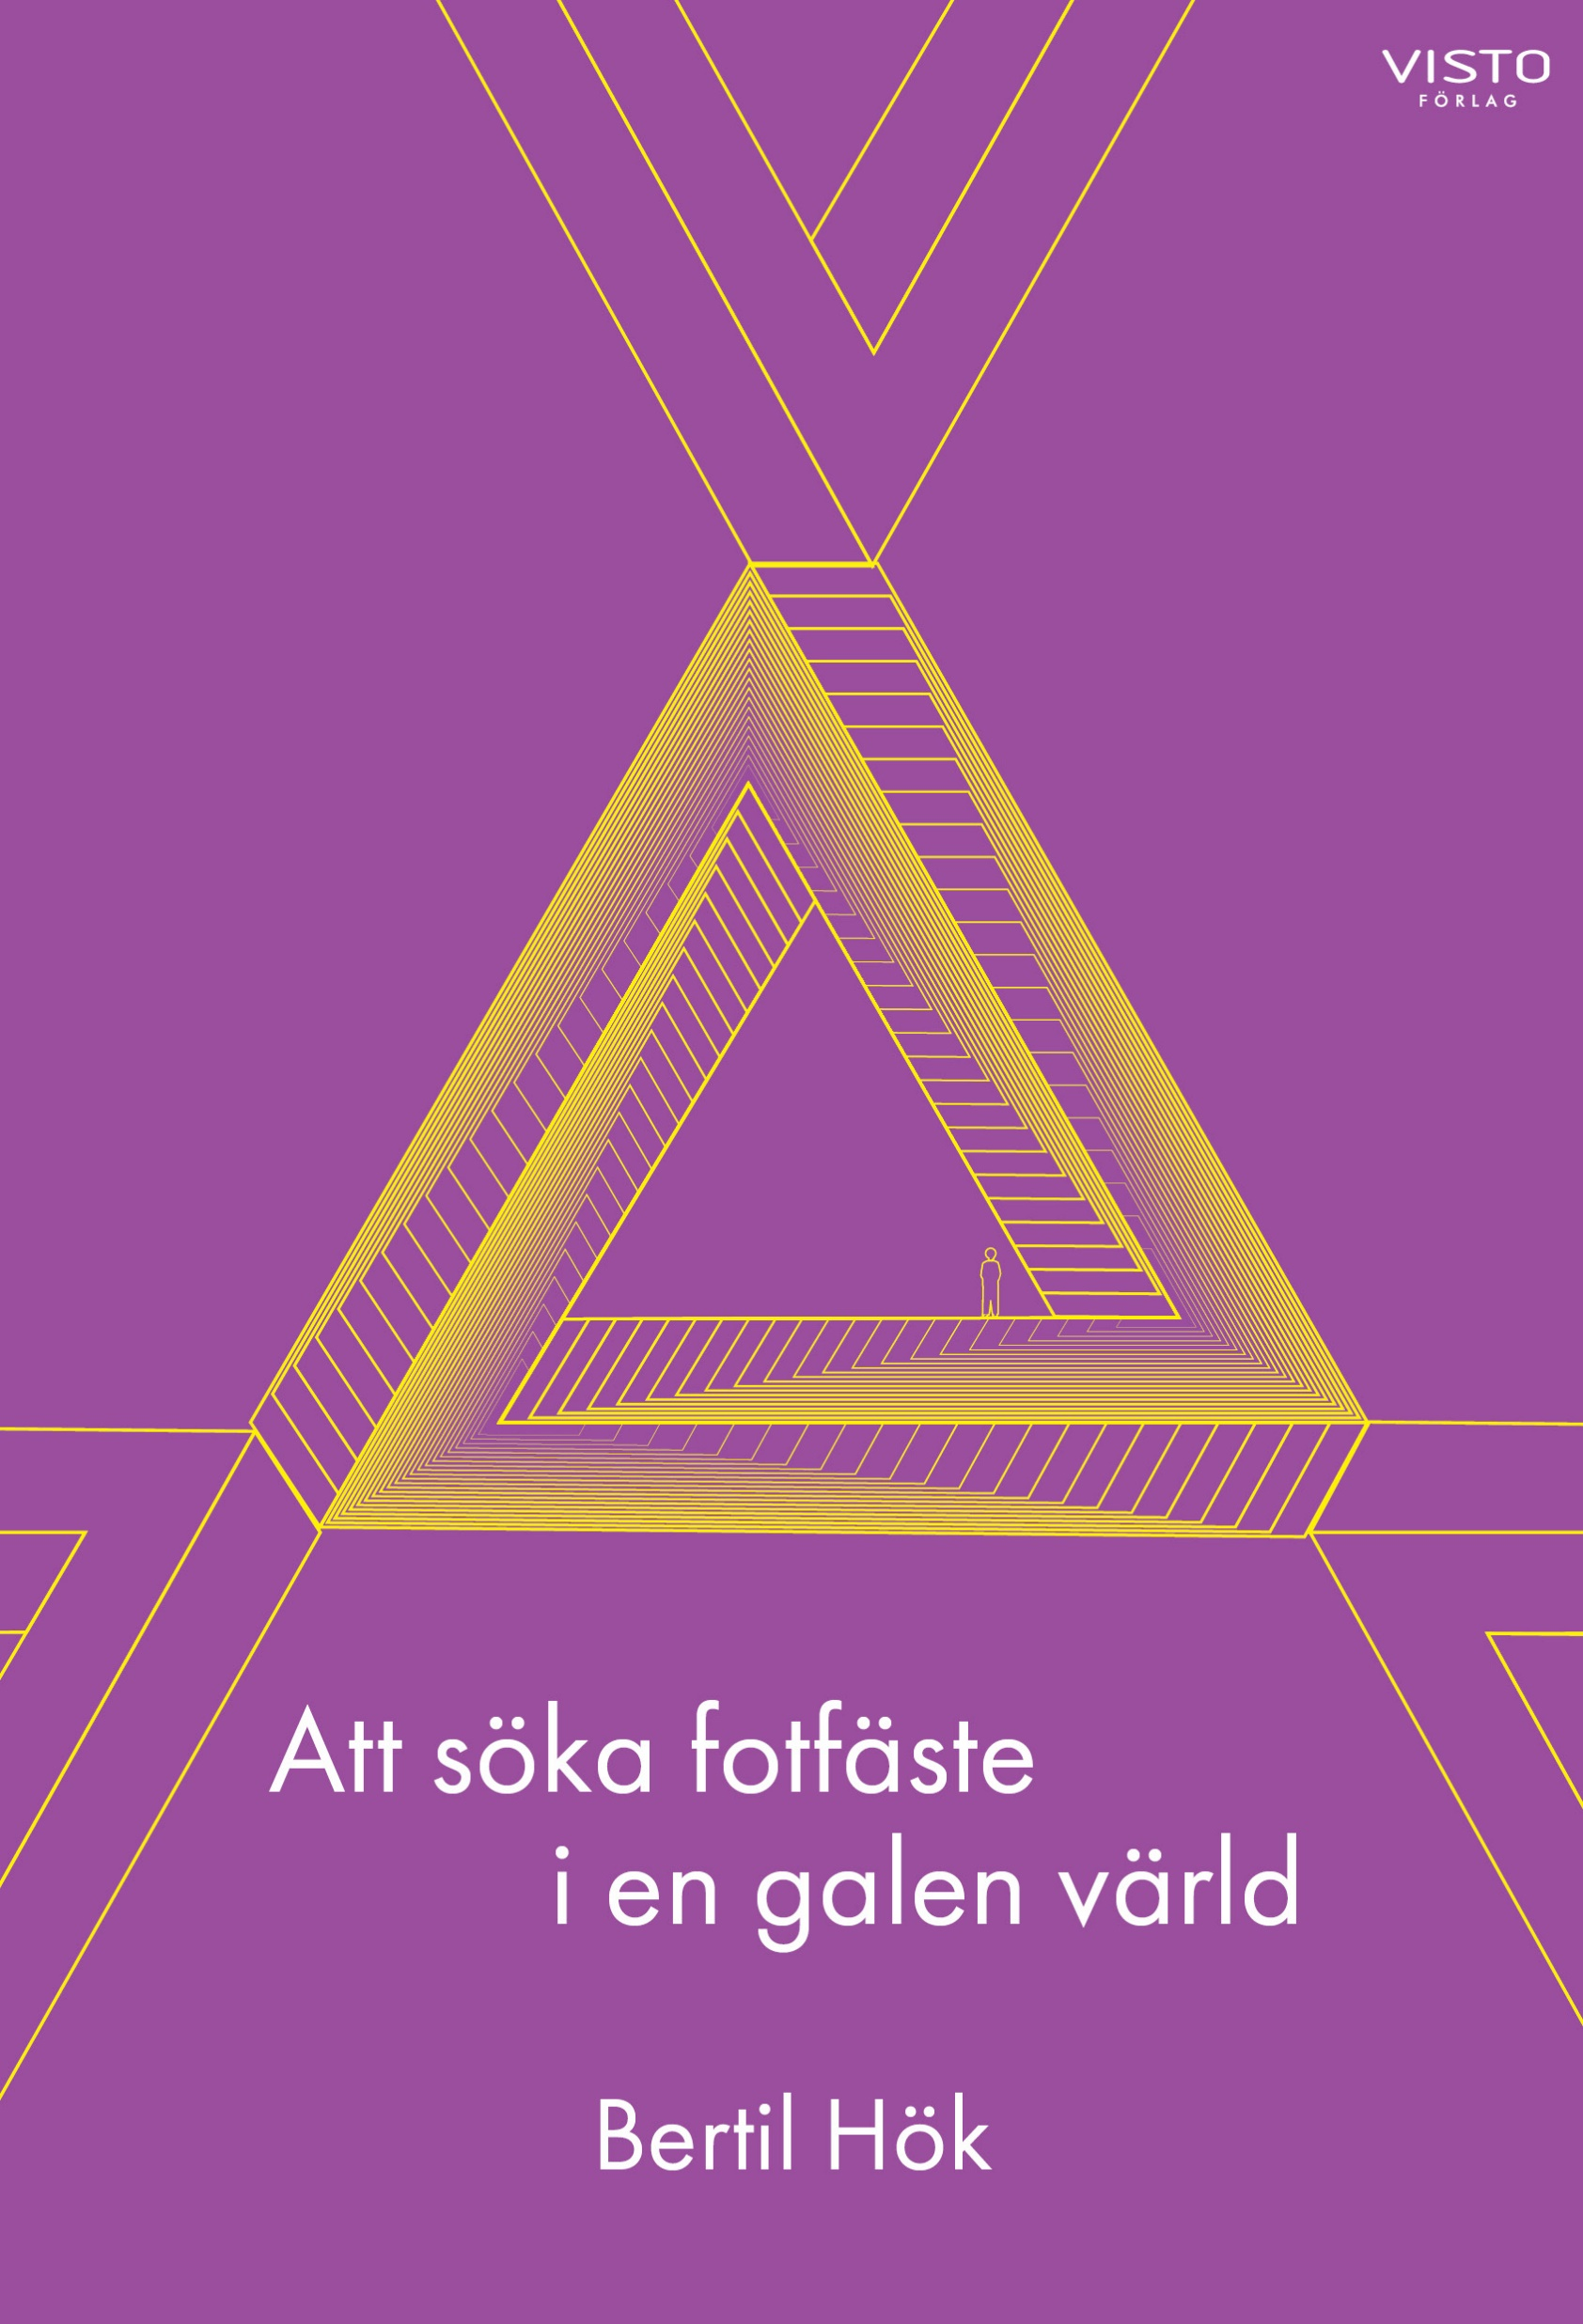 VISTO
FÖRLAG
Att söka fotfäste
i en galen värld
Bertil Hök